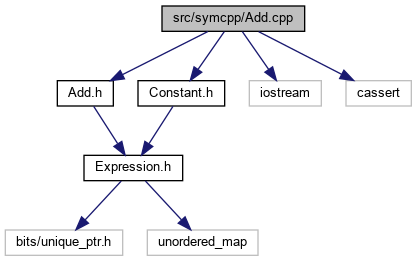 src/symcpp/Add.cpp
Add.h
Constant.h
iostream
cassert
Expression.h
bits/unique_ptr.h
unordered_map